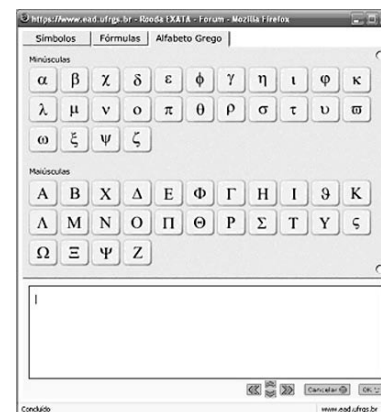 https://www.ead.ufrgs.br - Rooda EXATA - Forum - Mozilla Firefox
Símbolos Fórmulas Alfabeto Grego
Minúsculas
α β χ δ ε ϕ γ η ι φ κ
λ μ ν ο π θ ρ σ τ υ ϖ
ω ξ ψ ζ
Maiúsculas
Α Β Χ Δ Ε Φ Γ Η Ι ϑ Κ
Λ Μ Ν Ο Π Θ Ρ Σ Τ Υ ς
Ω Ξ Ψ Ζ
Cancelar OK
Concluído www.ead.ufrgs.br